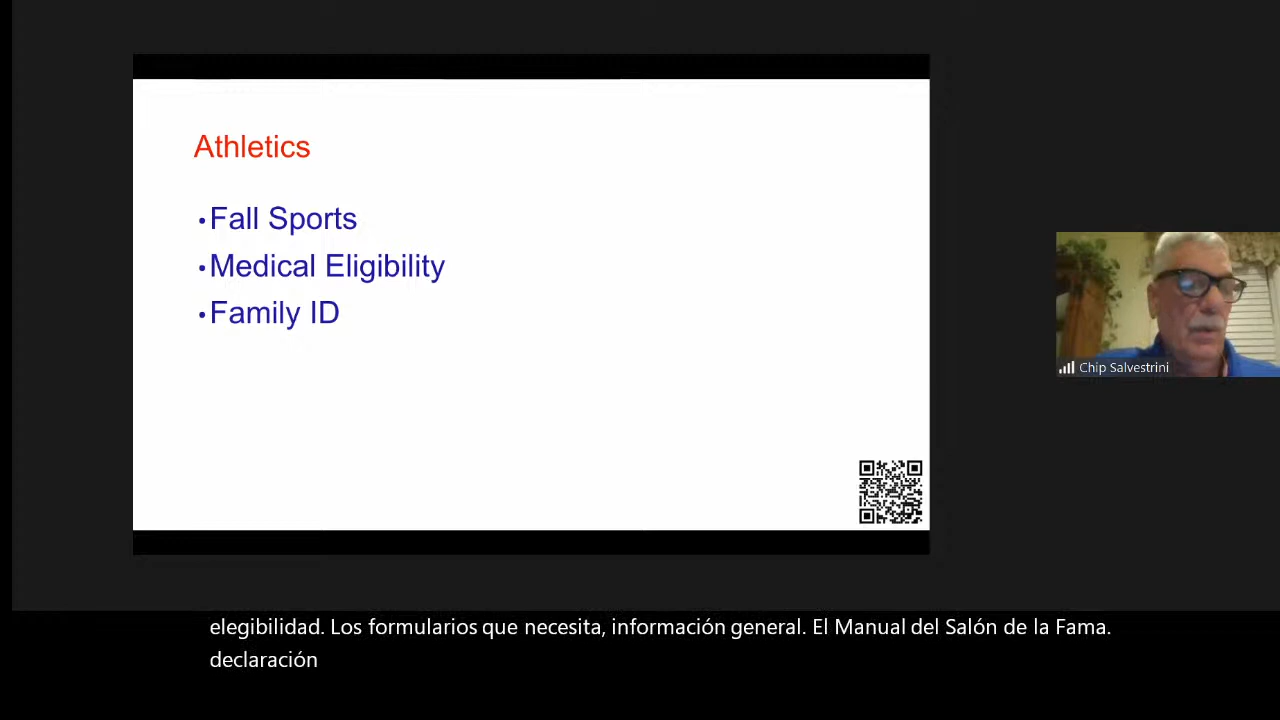 Athletics
•Fall Sports
•Medical Eligibility
•Family ID
Chip Salvestrini
elegibilidad. Los formularios que necesita, información general. El Manual del Salón de la Fama.
declaración